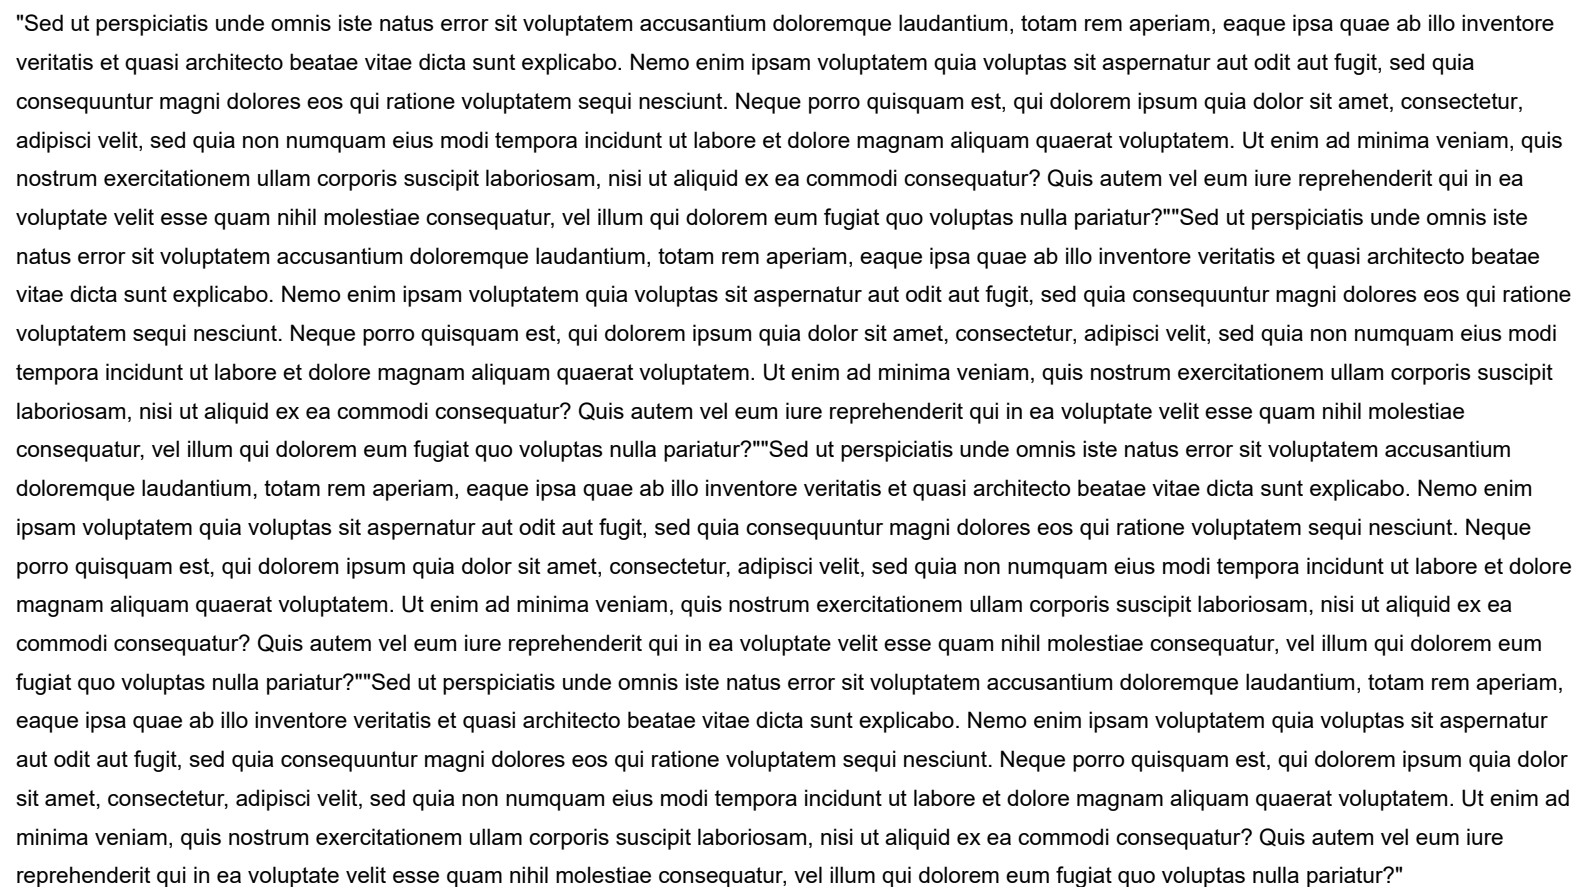 "Sed ut perspiciatis unde omnis iste natus error sit voluptatem accusantium doloremque laudantium, totam rem aperiam, eaque ipsa quae ab illo inventore
veritatis et quasi architecto beatae vitae dicta sunt explicabo. Nemo enim ipsam voluptatem quia voluptas sit aspernatur aut odit aut fugit, sed quia
consequuntur magni dolores eos qui ratione voluptatem sequi nesciunt. Neque porro quisquam est, qui dolorem ipsum quia dolor sit amet, consectetur,
adipisci velit, sed quia non numquam eius modi tempora incidunt ut labore et dolore magnam aliquam quaerat voluptatem. Ut enim ad minima veniam, quis
nostrum exercitationem ullam corporis suscipit laboriosam, nisi ut aliquid ex ea commodi consequatur? Quis autem vel eum iure reprehenderit qui in ea
voluptate velit esse quam nihil molestiae consequatur, vel illum qui dolorem eum fugiat quo voluptas nulla pariatur?""Sed ut perspiciatis unde omnis iste
natus error sit voluptatem accusantium doloremque laudantium, totam rem aperiam, eaque ipsa quae ab illo inventore veritatis et quasi architecto beatae
vitae dicta sunt explicabo. Nemo enim ipsam voluptatem quia voluptas sit aspernatur aut odit aut fugit, sed quia consequuntur magni dolores eos qui ratione
voluptatem sequi nesciunt. Neque porro quisquam est, qui dolorem ipsum quia dolor sit amet, consectetur, adipisci velit, sed quia non numquam eius modi
tempora incidunt ut labore et dolore magnam aliquam quaerat voluptatem. Ut enim ad minima veniam, quis nostrum exercitationem ullam corporis suscipit
laboriosam, nisi ut aliquid ex ea commodi consequatur? Quis autem vel eum iure reprehenderit qui in ea voluptate velit esse quam nihil molestiae
consequatur, vel illum qui dolorem eum fugiat quo voluptas nulla pariatur?""Sed ut perspiciatis unde omnis iste natus error sit voluptatem accusantium
doloremque laudantium, totam rem aperiam, eaque ipsa quae ab illo inventore veritatis et quasi architecto beatae vitae dicta sunt explicabo. Nemo enim
ipsam voluptatem quia voluptas sit aspernatur aut odit aut fugit, sed quia consequuntur magni dolores eos qui ratione voluptatem sequi nesciunt. Neque
porro quisquam est, qui dolorem ipsum quia dolor sit amet, consectetur, adipisci velit, sed quia non numquam eius modi tempora incidunt ut labore et dolore
magnam aliquam quaerat voluptatem. Ut enim ad minima veniam, quis nostrum exercitationem ullam corporis suscipit laboriosam, nisi ut aliquid ex ea
commodi consequatur? Quis autem vel eum iure reprehenderit qui in ea voluptate velit esse quam nihil molestiae consequatur, vel illum qui dolorem eum
fugiat quo voluptas nulla pariatur?""Sed ut perspiciatis unde omnis iste natus error sit voluptatem accusantium doloremque laudantium, totam rem aperiam,
eaque ipsa quae ab illo inventore veritatis et quasi architecto beatae vitae dicta sunt explicabo. Nemo enim ipsam voluptatem quia voluptas sit aspernatur
aut odit aut fugit, sed quia consequuntur magni dolores eos qui ratione voluptatem sequi nesciunt. Neque porro quisquam est, qui dolorem ipsum quia dolor
sit amet, consectetur, adipisci velit, sed quia non numquam eius modi tempora incidunt ut labore et dolore magnam aliquam quaerat voluptatem. Ut enim ad
minima veniam, quis nostrum exercitationem ullam corporis suscipit laboriosam, nisi ut aliquid ex ea commodi consequatur? Quis autem vel eum iure
reprehenderit qui in ea voluptate velit esse quam nihil molestiae consequatur, vel illum qui dolorem eum fugiat quo voluptas nulla pariatur?"